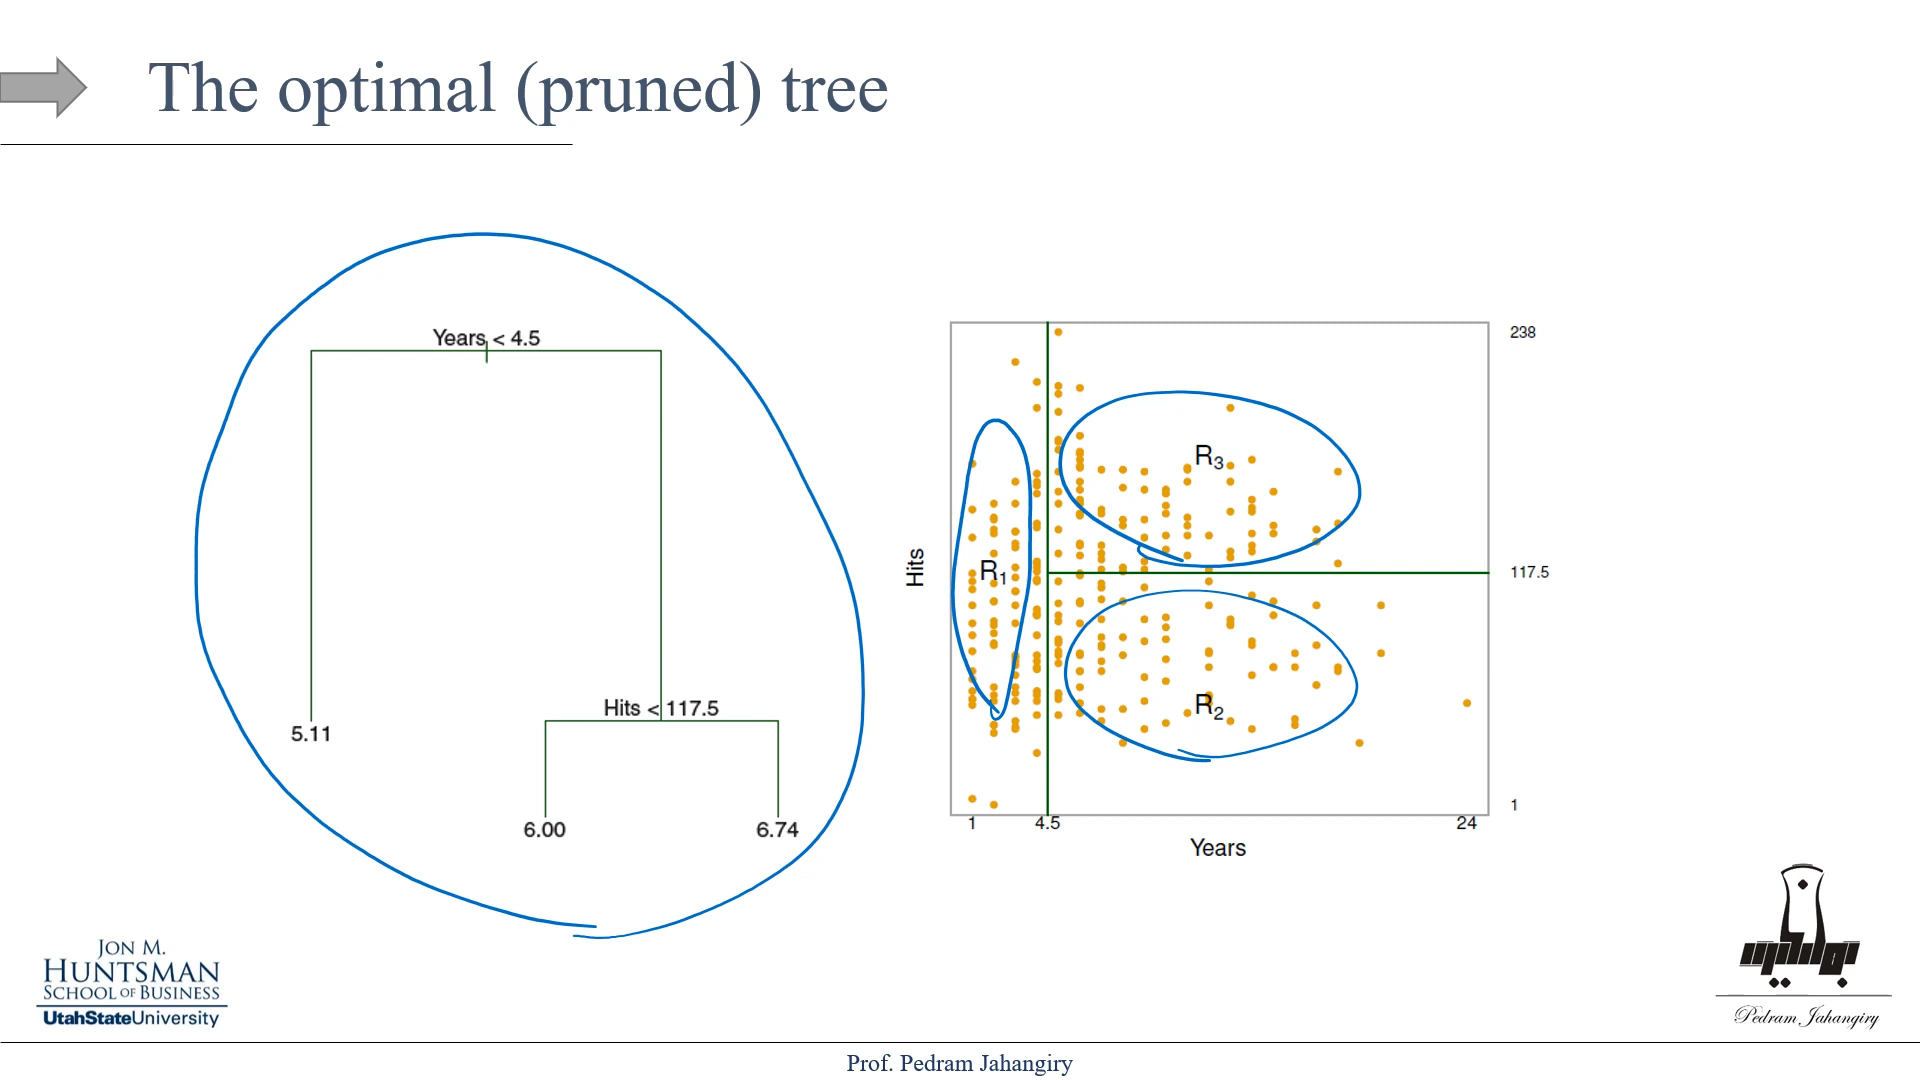 The optimal (pruned) tree
Years < 4.5
5.11
Hits < 117.5
6.00
6.74
238
R3
Hits
R1
117.5
R2
1
1
4.5
24
Years
JON M.
HUNTSMAN
SCHOOL OF BUSINESS
UtahStateUniversity
Pedram Jahangiry
Prof. Pedram Jahangiry